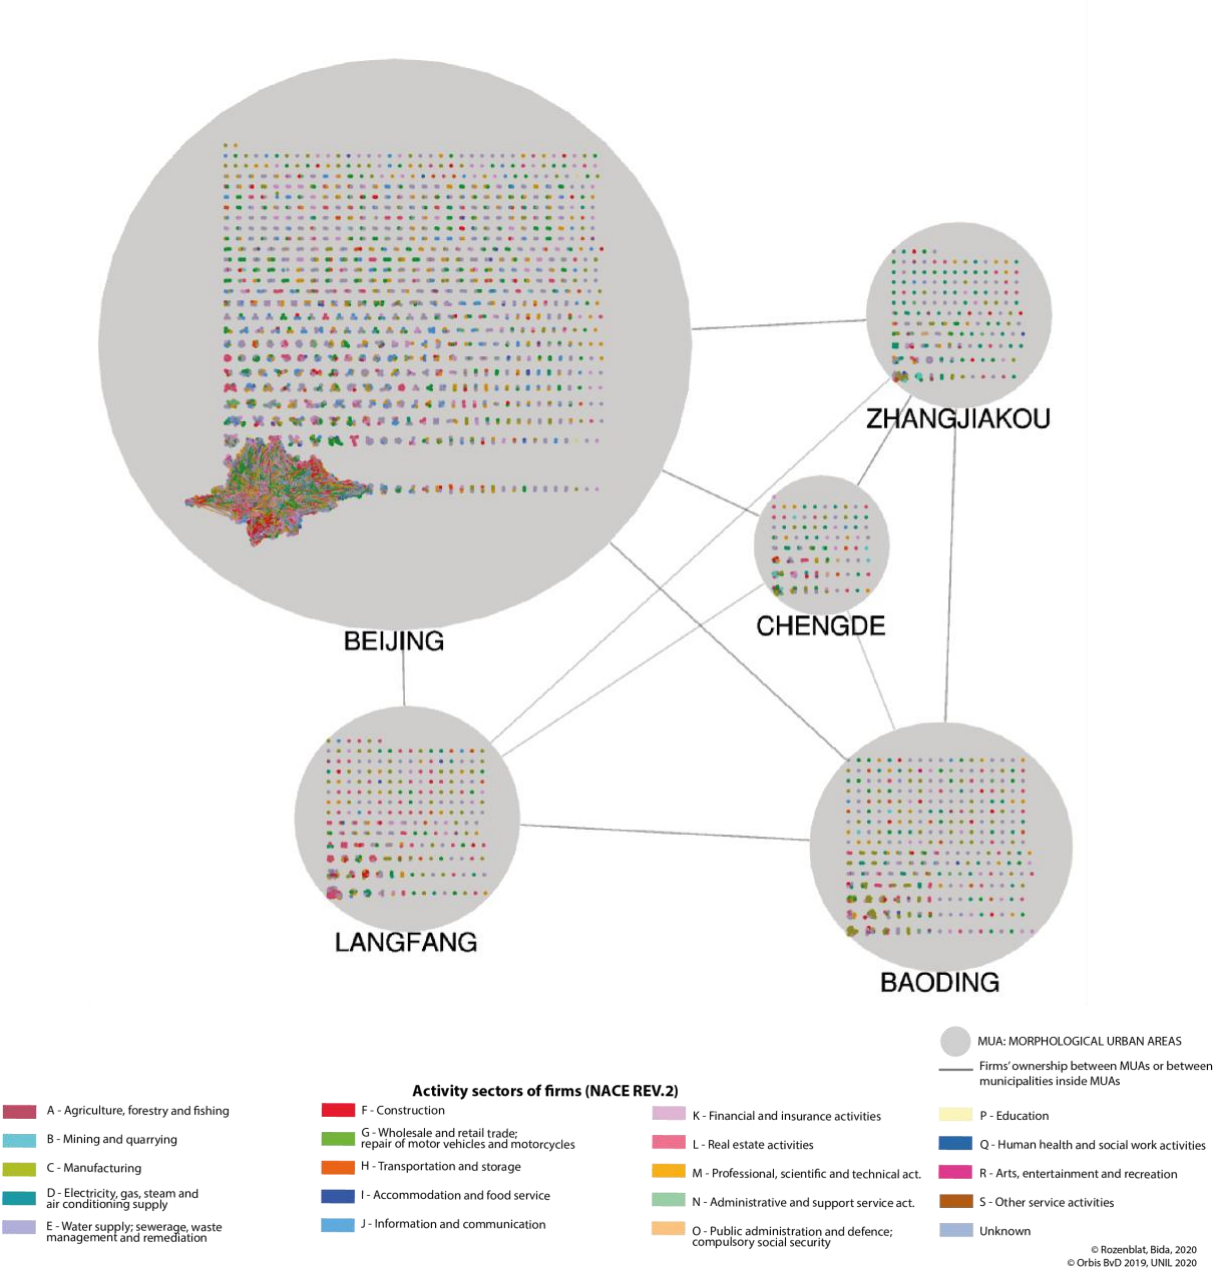 ZHANGJIAKOU
CHENGDE
BEIJING
LANGFANG
BAODING
MUA: MORPHOLOGICAL URBAN AREAS
Firms' ownership between MUAs or between
municipalities inside MUAs
Activity sectors of firms (NACE REV.2)
A - Agriculture, forestry and fishing
B - Mining and quarrying
C - Manufacturing
D - Electricity, gas, steam and
air conditioning supply
E - Water supply; sewerage, waste
management and remediation
F - Construction
G - Wholesale and retail trade;
repair of motor vehicles and motorcycles
H - Transportation and storage
I - Accommodation and food service
J - Information and communication
K - Financial and insurance activities
L - Real estate activities
M - Professional, scientific and technical act.
N - Administrative and support service act.
O - Public administration and defence;
compulsory social security
P - Education
Q - Human health and social work activities
R - Arts, entertainment and recreation
S - Other service activities
Unknown
© Rozenblat, Bida, 2020
© Orbis BvD 2019, UNIL 2020